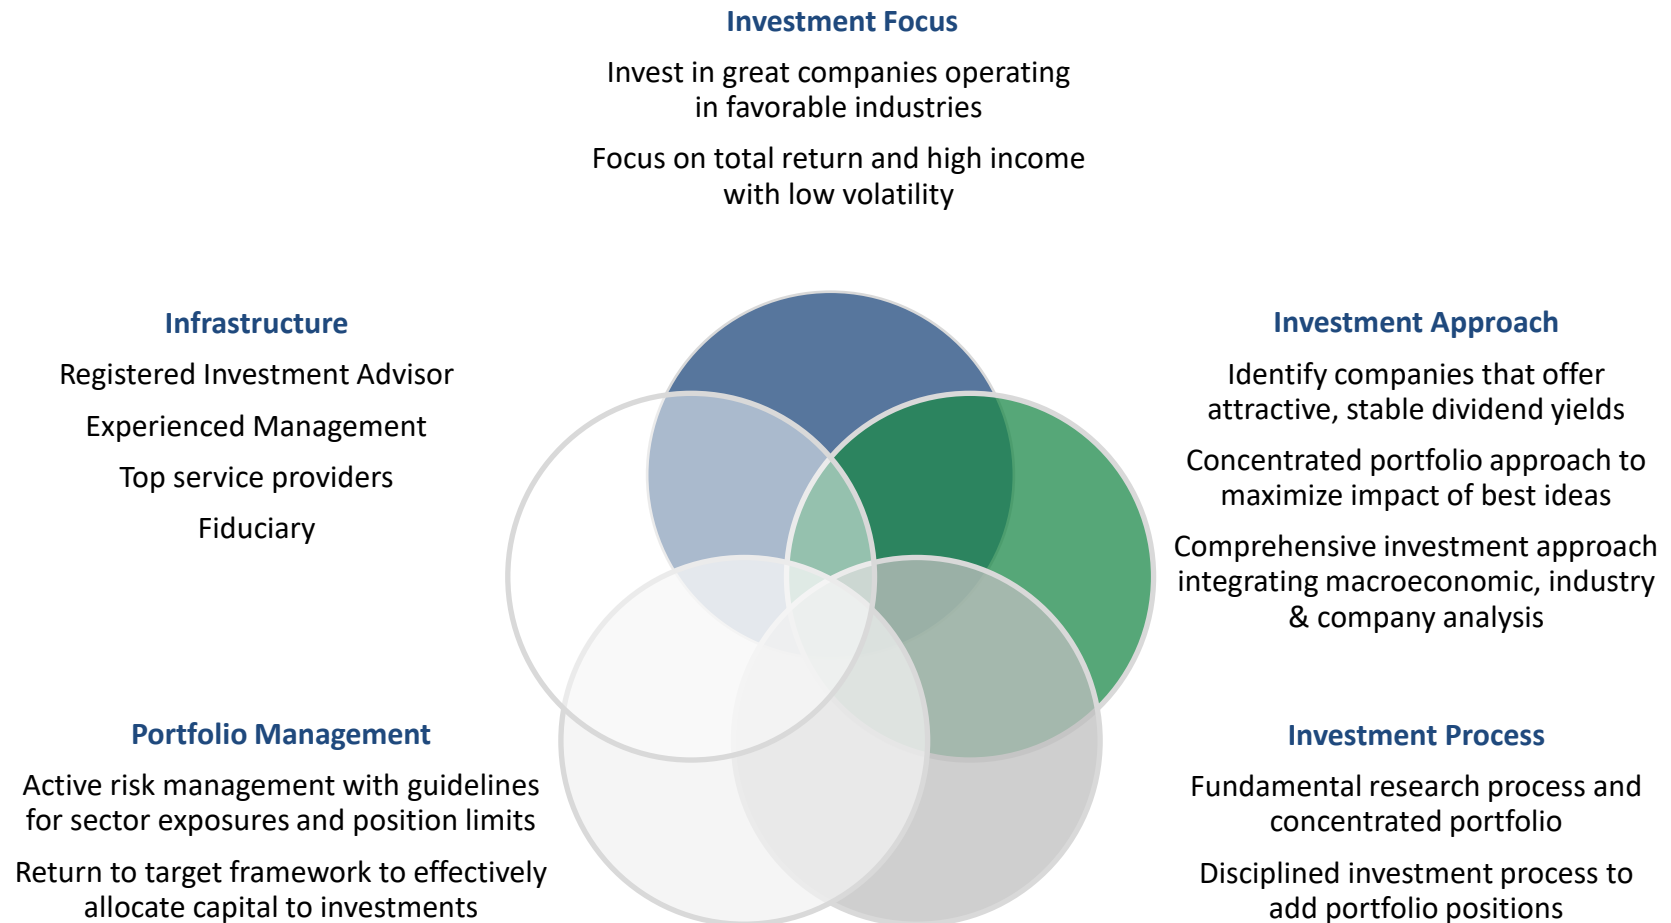 Investment Focus
Invest in great companies operating
in favorable industries
Focus on total return and high income
with low volatility
Infrastructure
Registered Investment Advisor
Experienced Management
Top service providers
Fiduciary
Investment Approach
Identify companies that offer
attractive, stable dividend yields
Concentrated portfolio approach to
maximize impact of best ideas
Comprehensive investment approach
integrating macroeconomic, industry
& company analysis
Portfolio Management
Active risk management with guidelines
for sector exposures and position limits
Return to target framework to effectively
allocate capital to investments
Investment Process
Fundamental research process and
concentrated portfolio
Disciplined investment process to
add portfolio positions